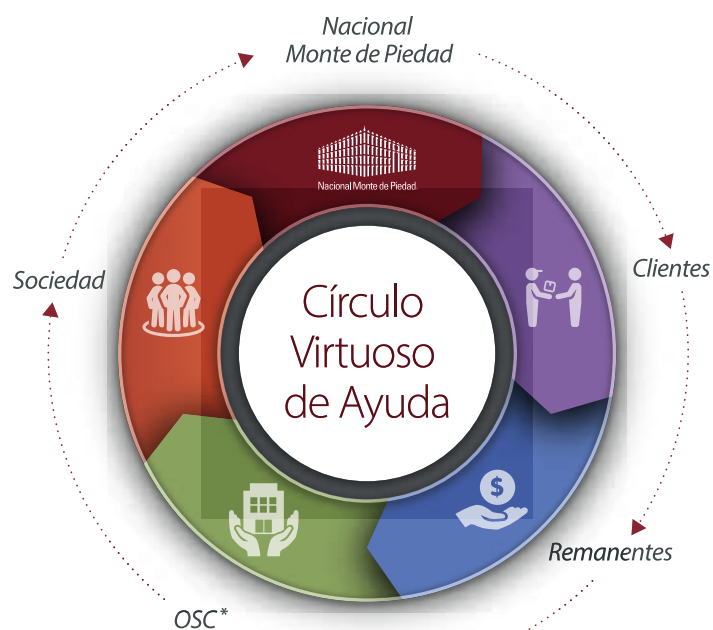 Nacional
Monte de Piedad
Nacional Monte de Piedad
Clientes
Sociedad
Círculo
Virtuoso
de Ayuda
$
Remanentes
OSC*